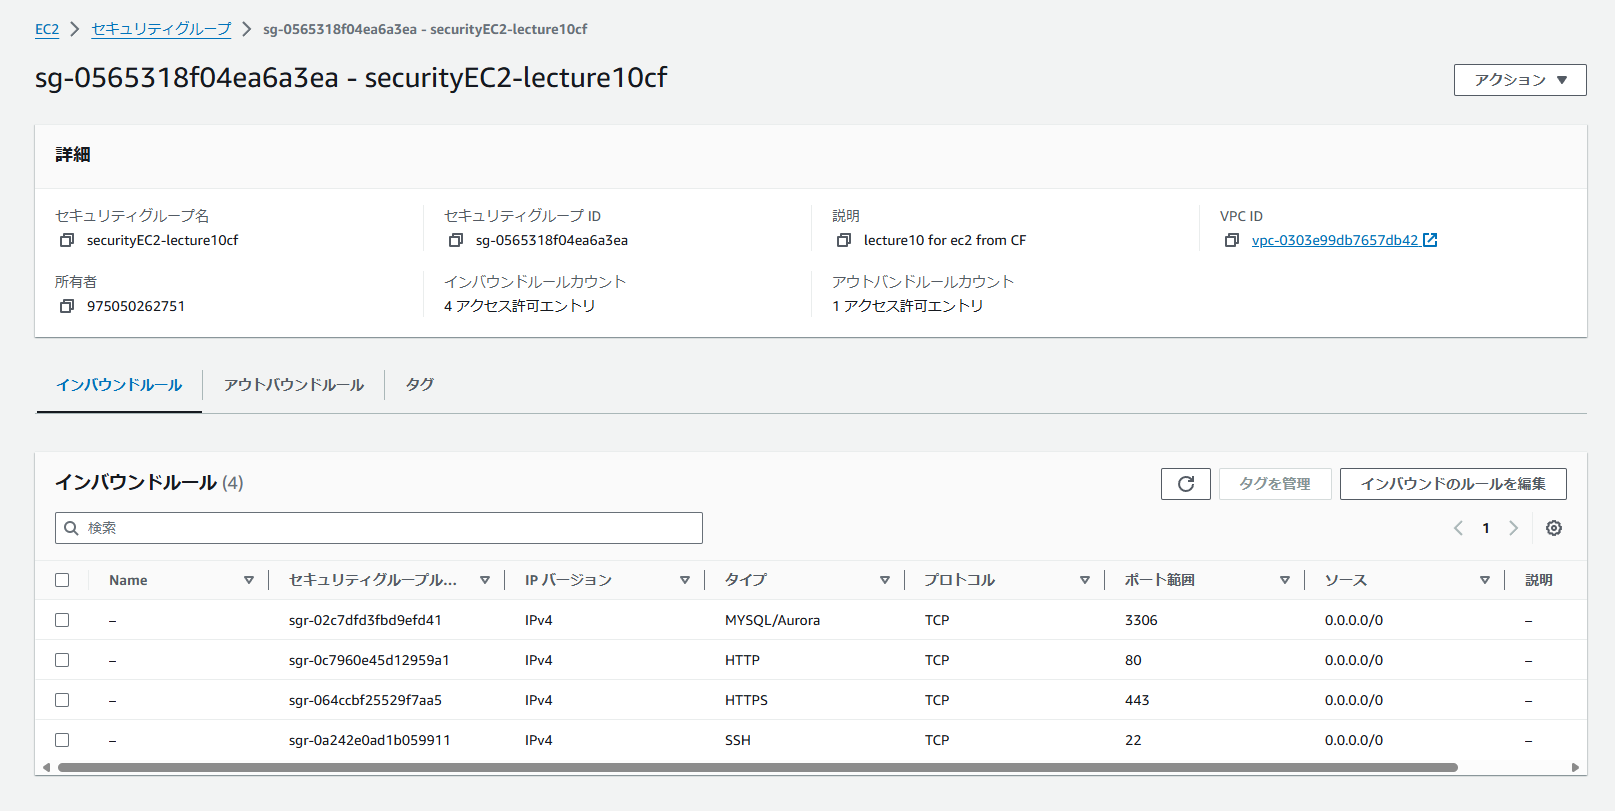 EC2 > セキュリティグループ > sg-0565318f04ea6a3ea - securityEC2-lecture10cf
sg-0565318f04ea6a3ea - securityEC2-lecture10cf
アクション
詳細
セキュリティグループ名
securityEC2-lecture10cf
セキュリティグループ ID
sg-0565318f04ea6a3ea
説明
lecture10 for ec2 from CF
VPC ID
vpc-0303e99db7657db42
所有者
975050262751
インバウンドルールカウント
4 アクセス許可エントリ
アウトバンドルールカウント
1 アクセス許可エントリ
インバウンドルール アウトバウンドルール タグ
インバウンドルール (4)
タグを管理 インバウンドのルールを編集
検索
1
Name セキュリティグループル... IP バージョン タイプ プロトコル ポート範囲 ソース 説明
– sgr-02c7dfd3fbd9efd41 IPv4 MYSQL/Aurora TCP 3306 0.0.0.0/0 –
– sgr-0c7960e45d12959a1 IPv4 HTTP TCP 80 0.0.0.0/0 –
– sgr-064ccbf25529f7aa5 IPv4 HTTPS TCP 443 0.0.0.0/0 –
– sgr-0a242e0ad1b059911 IPv4 SSH TCP 22 0.0.0.0/0 –